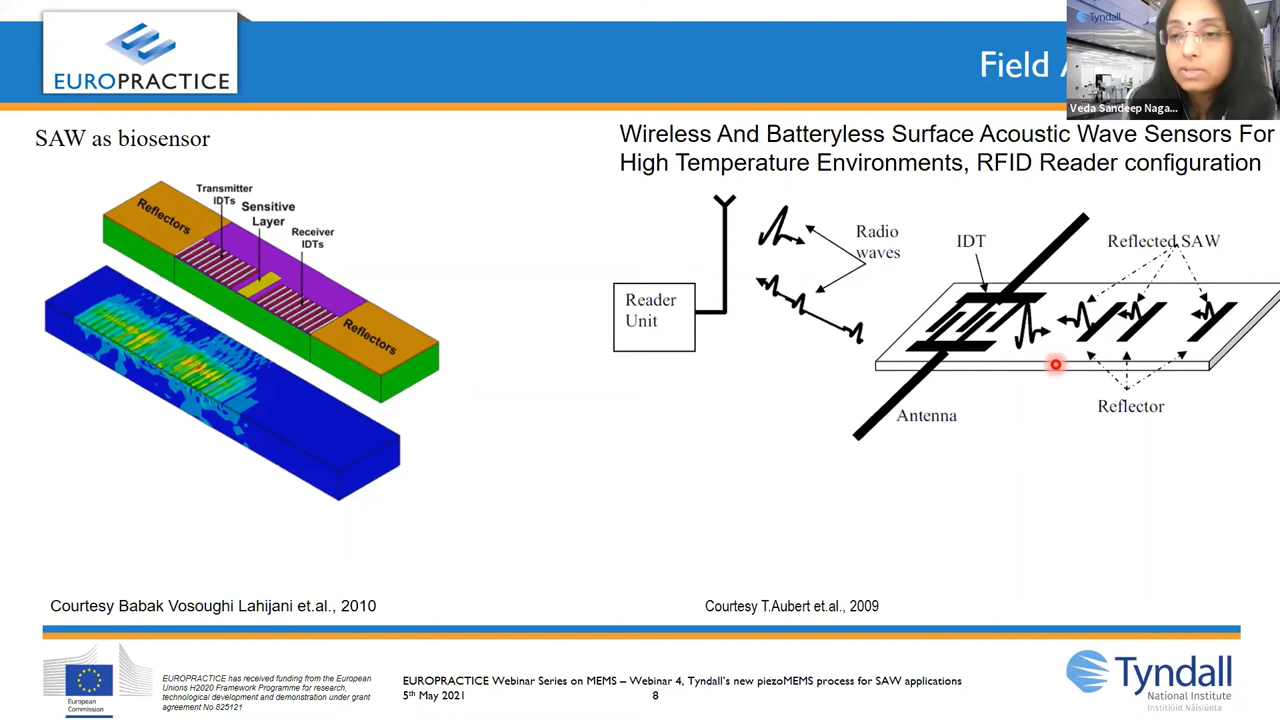 EUROPRACTICE
Field A
Tyndall
Veda Sandeep Naga...
SAW as biosensor
Transmitter
IDTs
Sensitive
Layer
Receiver
IDTs
Reflectors
Reflectors
Courtesy Babak Vosoughi Lahijani et.al., 2010
Wireless And Batteryless Surface Acoustic Wave Sensors For
High Temperature Environments, RFID Reader configuration
Radio
waves
IDT
Reflected SAW
Reader
Unit
Antenna
Reflector
Courtesy T.Aubert et.al., 2009
European
Commission
EUROPRACTICE has received funding from the European
Unions H2020 Framework Programme for research,
technological development and demonstration under grant
agreement No 825121
EUROPRACTICE Webinar Series on MEMS – Webinar 4, Tyndall's new piezoMEMS process for SAW applications
5th May 2021
8
Tyndall
National Institute
Institiúid Náisiúnta